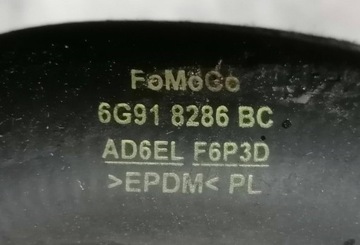 FoMoCo
6G91 8286 BC
AD6EL F6P3D
>EPDM< PL